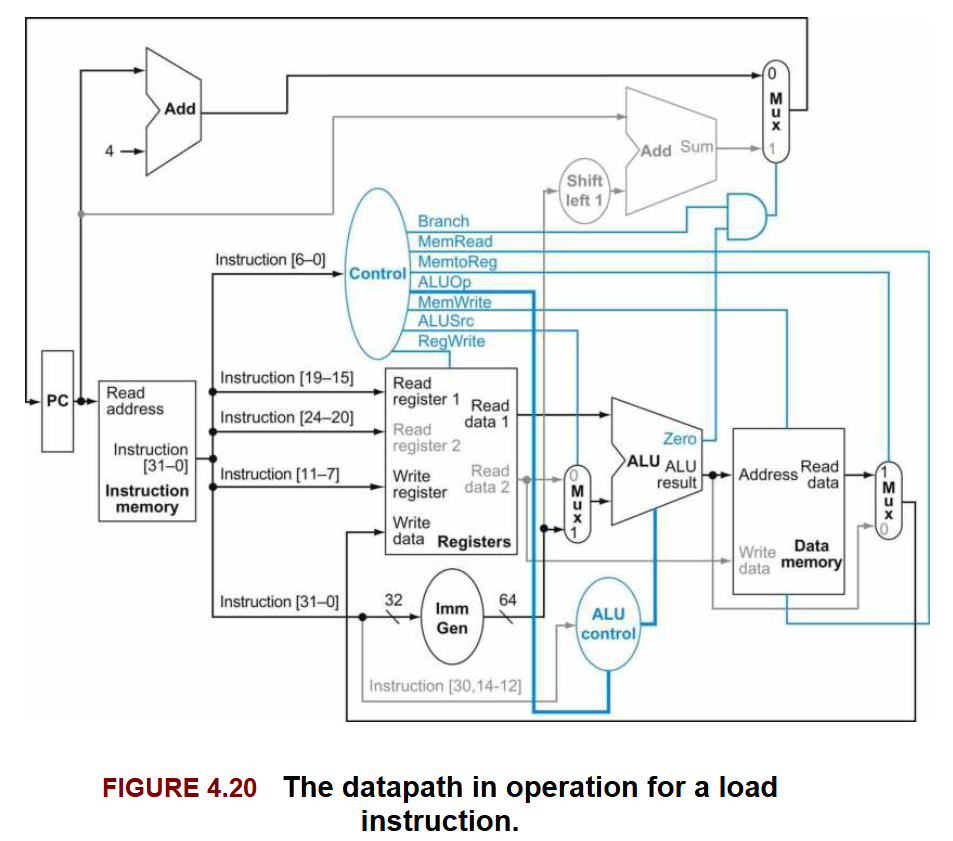 Add
4
0
Mux
1
Add Sum
Shift
left 1
Branch
MemRead
MemtoReg
ALUOp
MemWrite
ALUSrc
RegWrite
Instruction [6–0]
Control
PC
Read
address
Instruction
[31–0]
Instruction
memory
Instruction [19–15]
Instruction [24–20]
Instruction [11–7]
Instruction [31–0]
Read
register 1
Read
data 1
Read
register 2
Write
register
Read
data 2
Write
data
Registers
0
Mux
1
Zero
ALU
ALU
result
Address
Read
data
Write
data
Data
memory
1
Mux
0
32
Imm
Gen
64
ALU
control
Instruction [30,14-12]
FIGURE 4.20 The datapath in operation for a load
instruction.